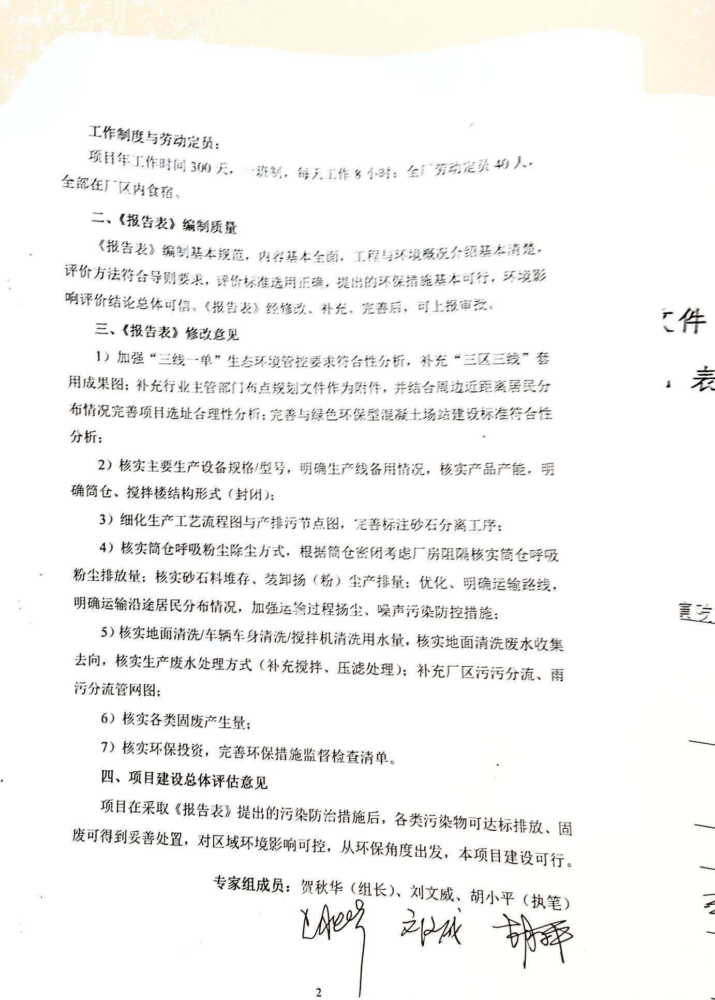 工作制度与劳动定员：
项目年工作时间300天，一班制，每天工作8小时；全厂劳动定员40人，
全部在厂区内食宿。
二、《报告表》编制质量
《报告表》编制基本规范，内容基本全面，工程与环境概况介绍基本清楚，
评价方法符合导则要求，评价标准选用正确，提出的环保措施基本可行，环境影
响评价结论总体可信。《报告表》经修改、补充、完善后，可上报审批。
三、《报告表》修改意见
1）加强“三线一单”生态环境管控要求符合性分析，补充“三区三线”套
用成果图；补充行业主管部门布点规划文件作为附件，并结合周边近距离居民分
布情况完善项目选址合理性分析；完善与绿色环保型混凝土场站建设标准符合性
分析；
2）核实主要生产设备规格/型号，明确生产线备用情况，核实产品产能，明
确筒仓、搅拌楼结构形式（封闭）；
3）细化生产工艺流程图与产排污节点图，完善标注砂石分离工序；
4）核实筒仓呼吸粉尘除尘方式，根据筒仓密闭考虑厂房阻隔核实筒仓呼吸
粉尘排放量；核实砂石料堆存、装卸扬（粉）尘产排量；优化、明确运输路线，
明确运输沿途居民分布情况，加强运输过程扬尘、噪声污染防控措施；
5）核实地面清洗/车辆车身清洗/搅拌机清洗用水量，核实地面清洗废水收集
去向，核实生产废水处理方式（补充搅拌、压滤处理）；补充厂区污污分流、雨
污分流管网图；
6）核实各类固废产生量；
7）核实环保投资，完善环保措施监督检查清单。
四、项目建设总体评估意见
项目在采取《报告表》提出的污染防治措施后，各类污染物可达标排放、固
废可得到妥善处置，对区域环境影响可控，从环保角度出发，本项目建设可行。
专家组成员：贺秋华（组长）、刘文威、胡小平（执笔）
刘文威 胡小平
2
件
表